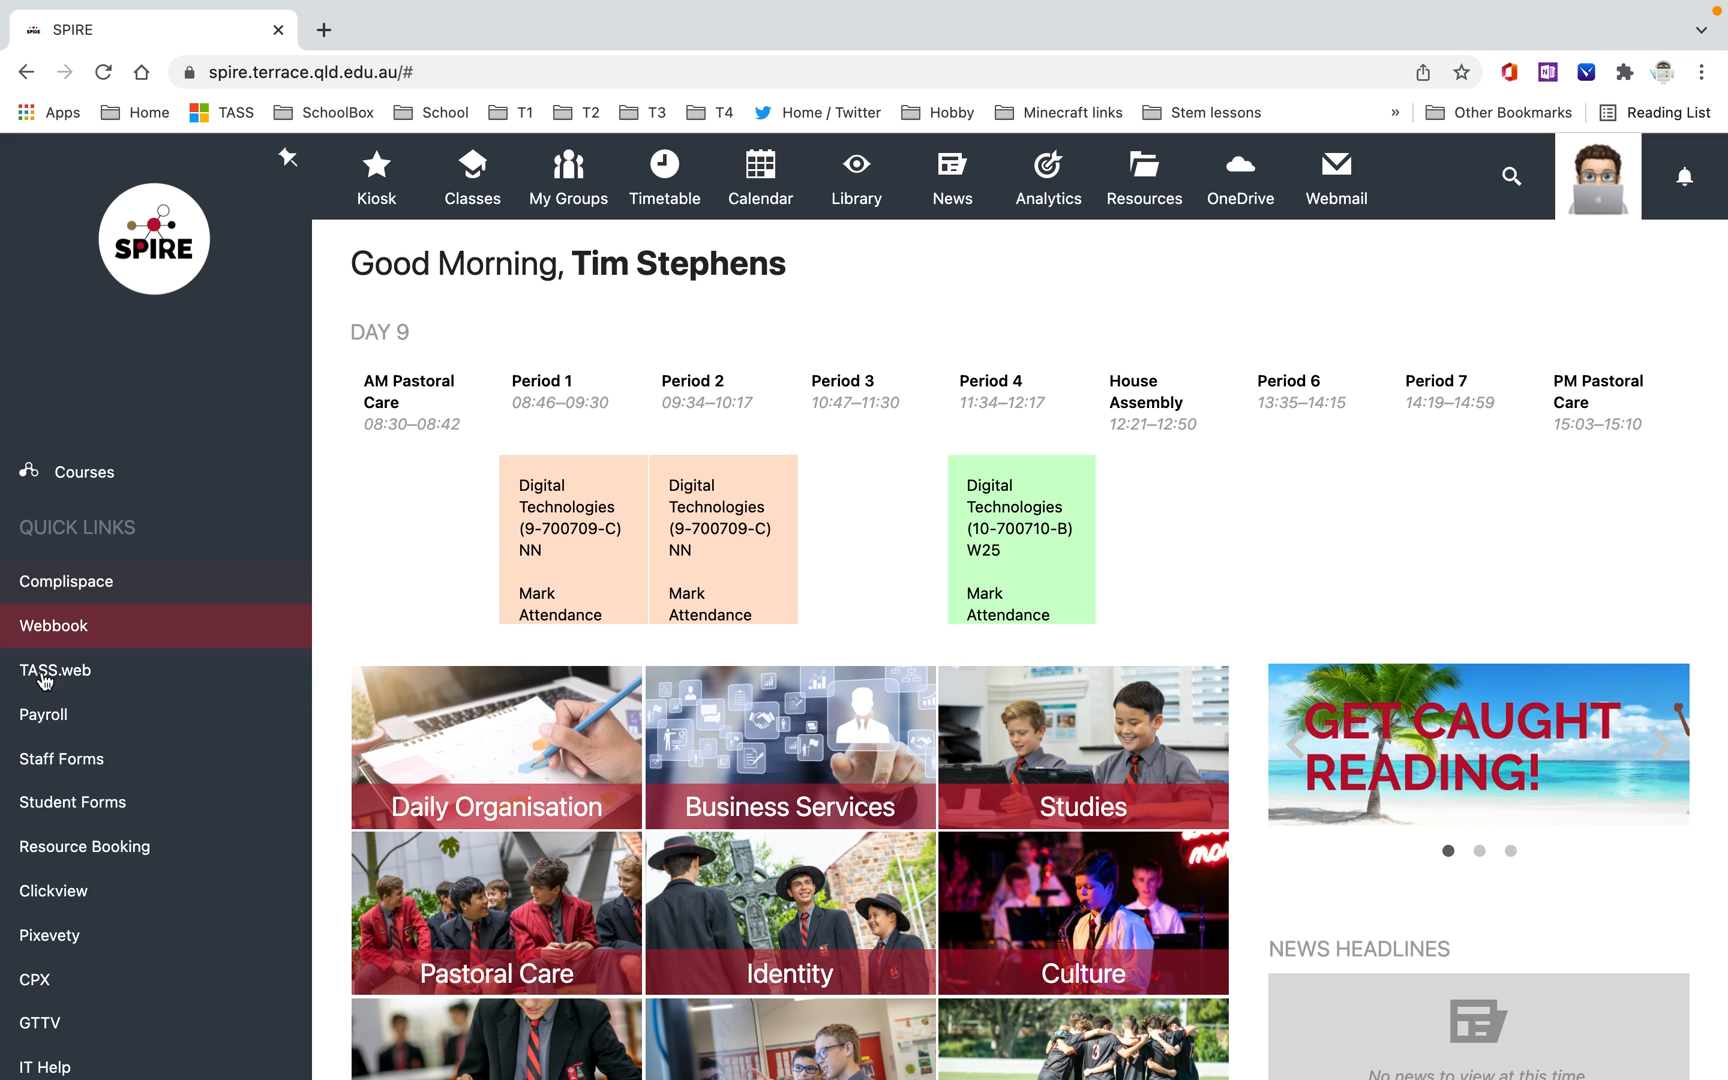 SPIRE
spire.terrace.qld.edu.au/#
Apps Home TASS SchoolBox School T1 T2 T3 T4 Home / Twitter Hobby Minecraft links Stem lessons » Other Bookmarks Reading List
SPIRE
Kiosk Classes My Groups Timetable Calendar Library News Analytics Resources OneDrive Webmail
Courses
QUICK LINKS
Complispace
Webbook
TASS.web
Payroll
Staff Forms
Student Forms
Resource Booking
Clickview
Pixevety
CPX
GTTV
IT Help
Good Morning, Tim Stephens
DAY 9
AM Pastoral
Care
08:30–08:42
Period 1
08:46–09:30
Period 2
09:34–10:17
Period 3
10:47–11:30
Period 4
11:34–12:17
House
Assembly
12:21–12:50
Period 6
13:35–14:15
Period 7
14:19–14:59
PM Pastoral
Care
15:03–15:10
Digital
Technologies
(9-700709-C)
NN
Mark
Attendance
Digital
Technologies
(9-700709-C)
NN
Mark
Attendance
Digital
Technologies
(10-700710-B)
W25
Mark
Attendance
Daily Organisation
Business Services
Studies
Pastoral Care
Identity
Culture
GET CAUGHT
READING!
NEWS HEADLINES
No news to view at this time